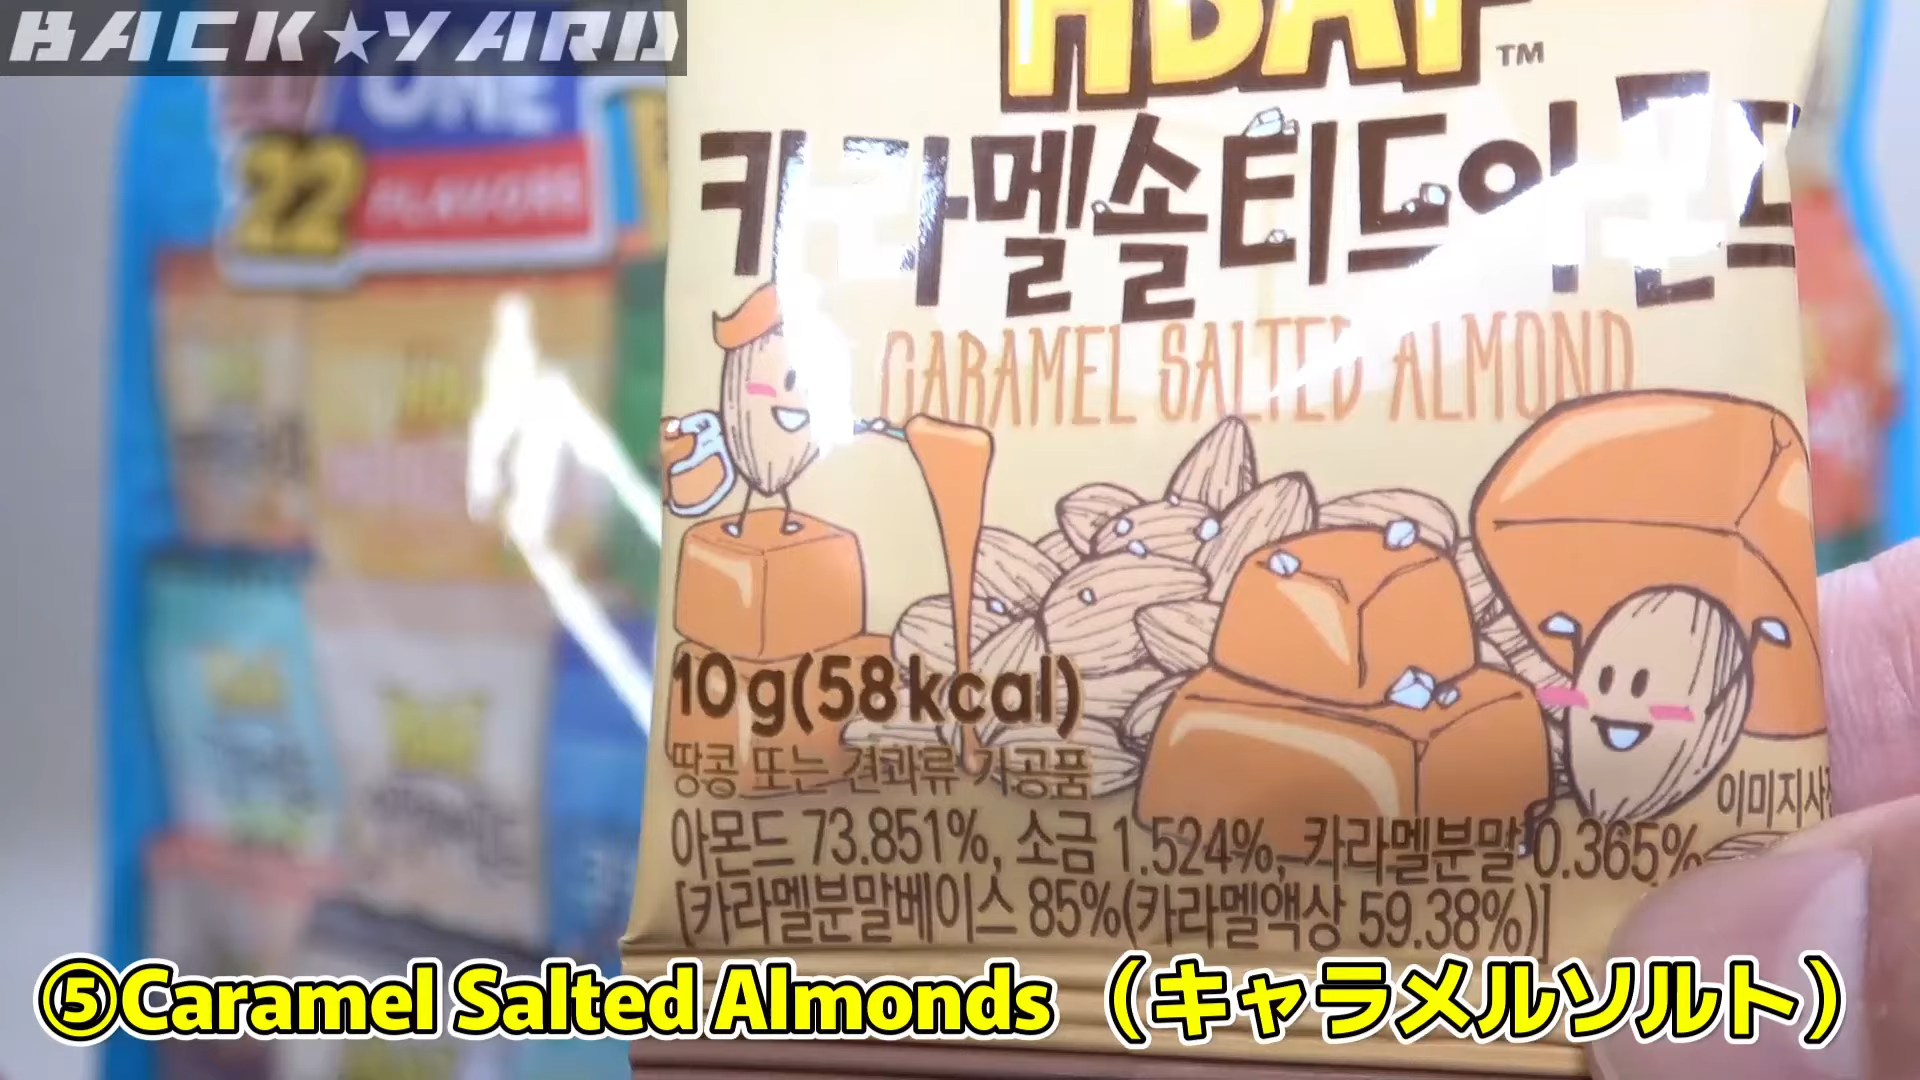 BACK★YARD
ONE
22
FLAVORS
HBAF™
카라멜솔티드아몬드
CARAMEL SALTED ALMOND
10g(58kcal)
땅콩 또는 견과류 가공품
이미지사
아몬드 73.851%, 소금 1.524%, 카라멜분말 0.365%
[카라멜분말베이스 85%(카라멜액상 59.38%)]
⑤Caramel Salted Almonds （キャラメルソルト）